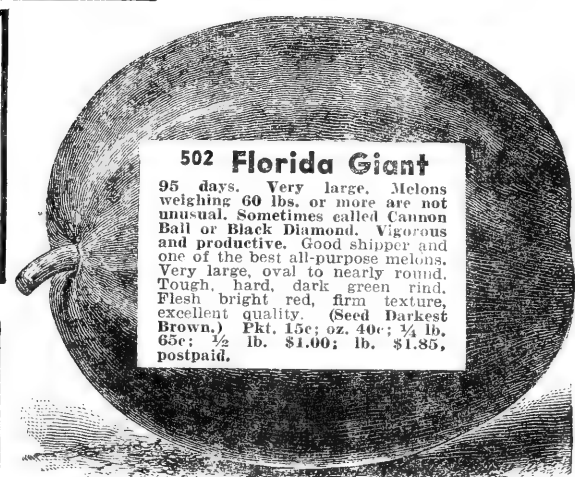 502 Florida Giant
95 days. Very large. Melons
weighing 60 lbs. or more are not
unusual. Sometimes called Cannon
Ball or Black Diamond. Vigorous
and productive. Good shipper and
one of the best all-purpose melons.
Very large, oval to nearly round.
Tough, hard, dark green rind.
Flesh bright red, firm texture,
excellent quality. (Seed Darkest
Brown.) Pkt. 15c; oz. 40c; ¼ lb.
65c; ½ lb. $1.00; lb. $1.85,
postpaid.